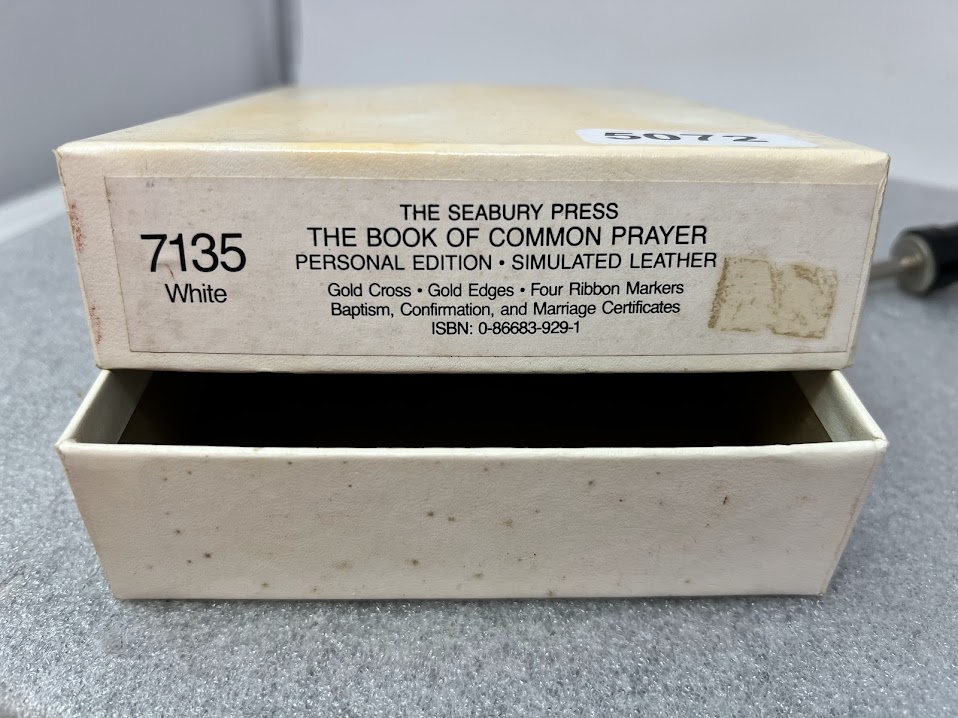 5072
THE SEABURY PRESS
7135
THE BOOK OF COMMON PRAYER
PERSONAL EDITION • SIMULATED LEATHER
White
Gold Cross • Gold Edges • Four Ribbon Markers
Baptism, Confirmation, and Marriage Certificates
ISBN: 0-86683-929-1